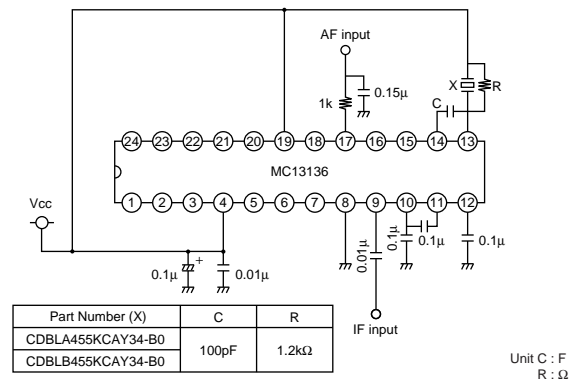 AF input
0.15μ
1k
X
R
C
24 23 22 21 20 19 18 17 16 15 14 13
MC13136
1 2 3 4 5 6 7 8 9 10 11 12
Vcc
0.1μ
+
0.01μ
0.01μ
0.1μ
0.1μ
0.1μ
IF input
Part Number (X) C R
CDBLA455KCAY34-B0 100pF 1.2kΩ
CDBLB455KCAY34-B0
Unit C : F
R : Ω